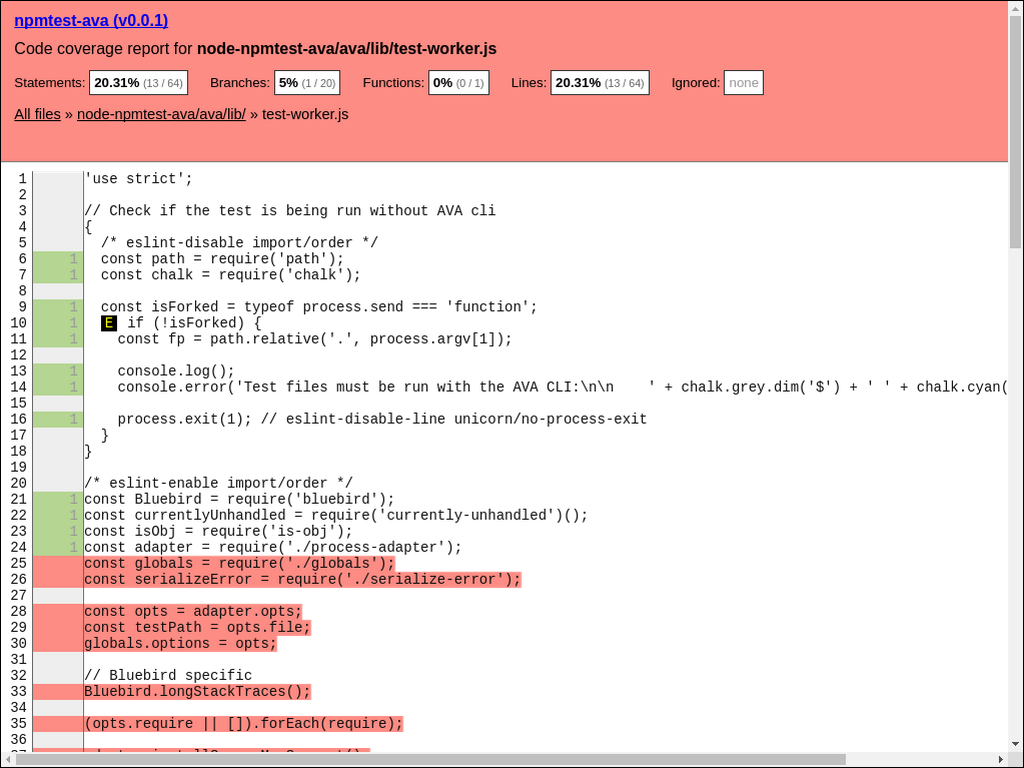 npmtest-ava (v0.0.1)
Code coverage report for node-npmtest-ava/ava/lib/test-worker.js
Statements: 20.31% (13 / 64) Branches: 5% (1 / 20) Functions: 0% (0 / 1) Lines: 20.31% (13 / 64) Ignored: none
All files » node-npmtest-ava/ava/lib/ » test-worker.js
1 'use strict';
2
3 // Check if the test is being run without AVA cli
4 {
5 /* eslint-disable import/order */
6 1 const path = require('path');
7 1 const chalk = require('chalk');
8
9 1 const isForked = typeof process.send === 'function';
10 1 E if (!isForked) {
11 1 const fp = path.relative('.', process.argv[1]);
12
13 1 console.log();
14 1 console.error('Test files must be run with the AVA CLI:\n\n    ' + chalk.grey.dim('$') + ' ' + chalk.cyan(
15
16 1 process.exit(1); // eslint-disable-line unicorn/no-process-exit
17 }
18 }
19
20 /* eslint-enable import/order */
21 1 const Bluebird = require('bluebird');
22 1 const currentlyUnhandled = require('currently-unhandled')();
23 1 const isObj = require('is-obj');
24 1 const adapter = require('./process-adapter');
25 const globals = require('./globals');
26 const serializeError = require('./serialize-error');
27
28 const opts = adapter.opts;
29 const testPath = opts.file;
30 globals.options = opts;
31
32 // Bluebird specific
33 Bluebird.longStackTraces();
34
35 (opts.require || []).forEach(require);
36